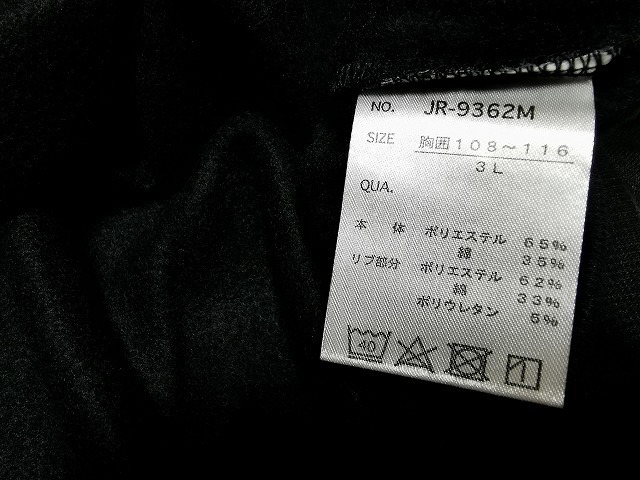 NO. JR-9362M
SIZE 胸囲108～116
3L
QUA.
本体 ポリエステル 65%
綿 35%
リブ部分 ポリエステル 62%
綿 33%
ポリウレタン 5%
40